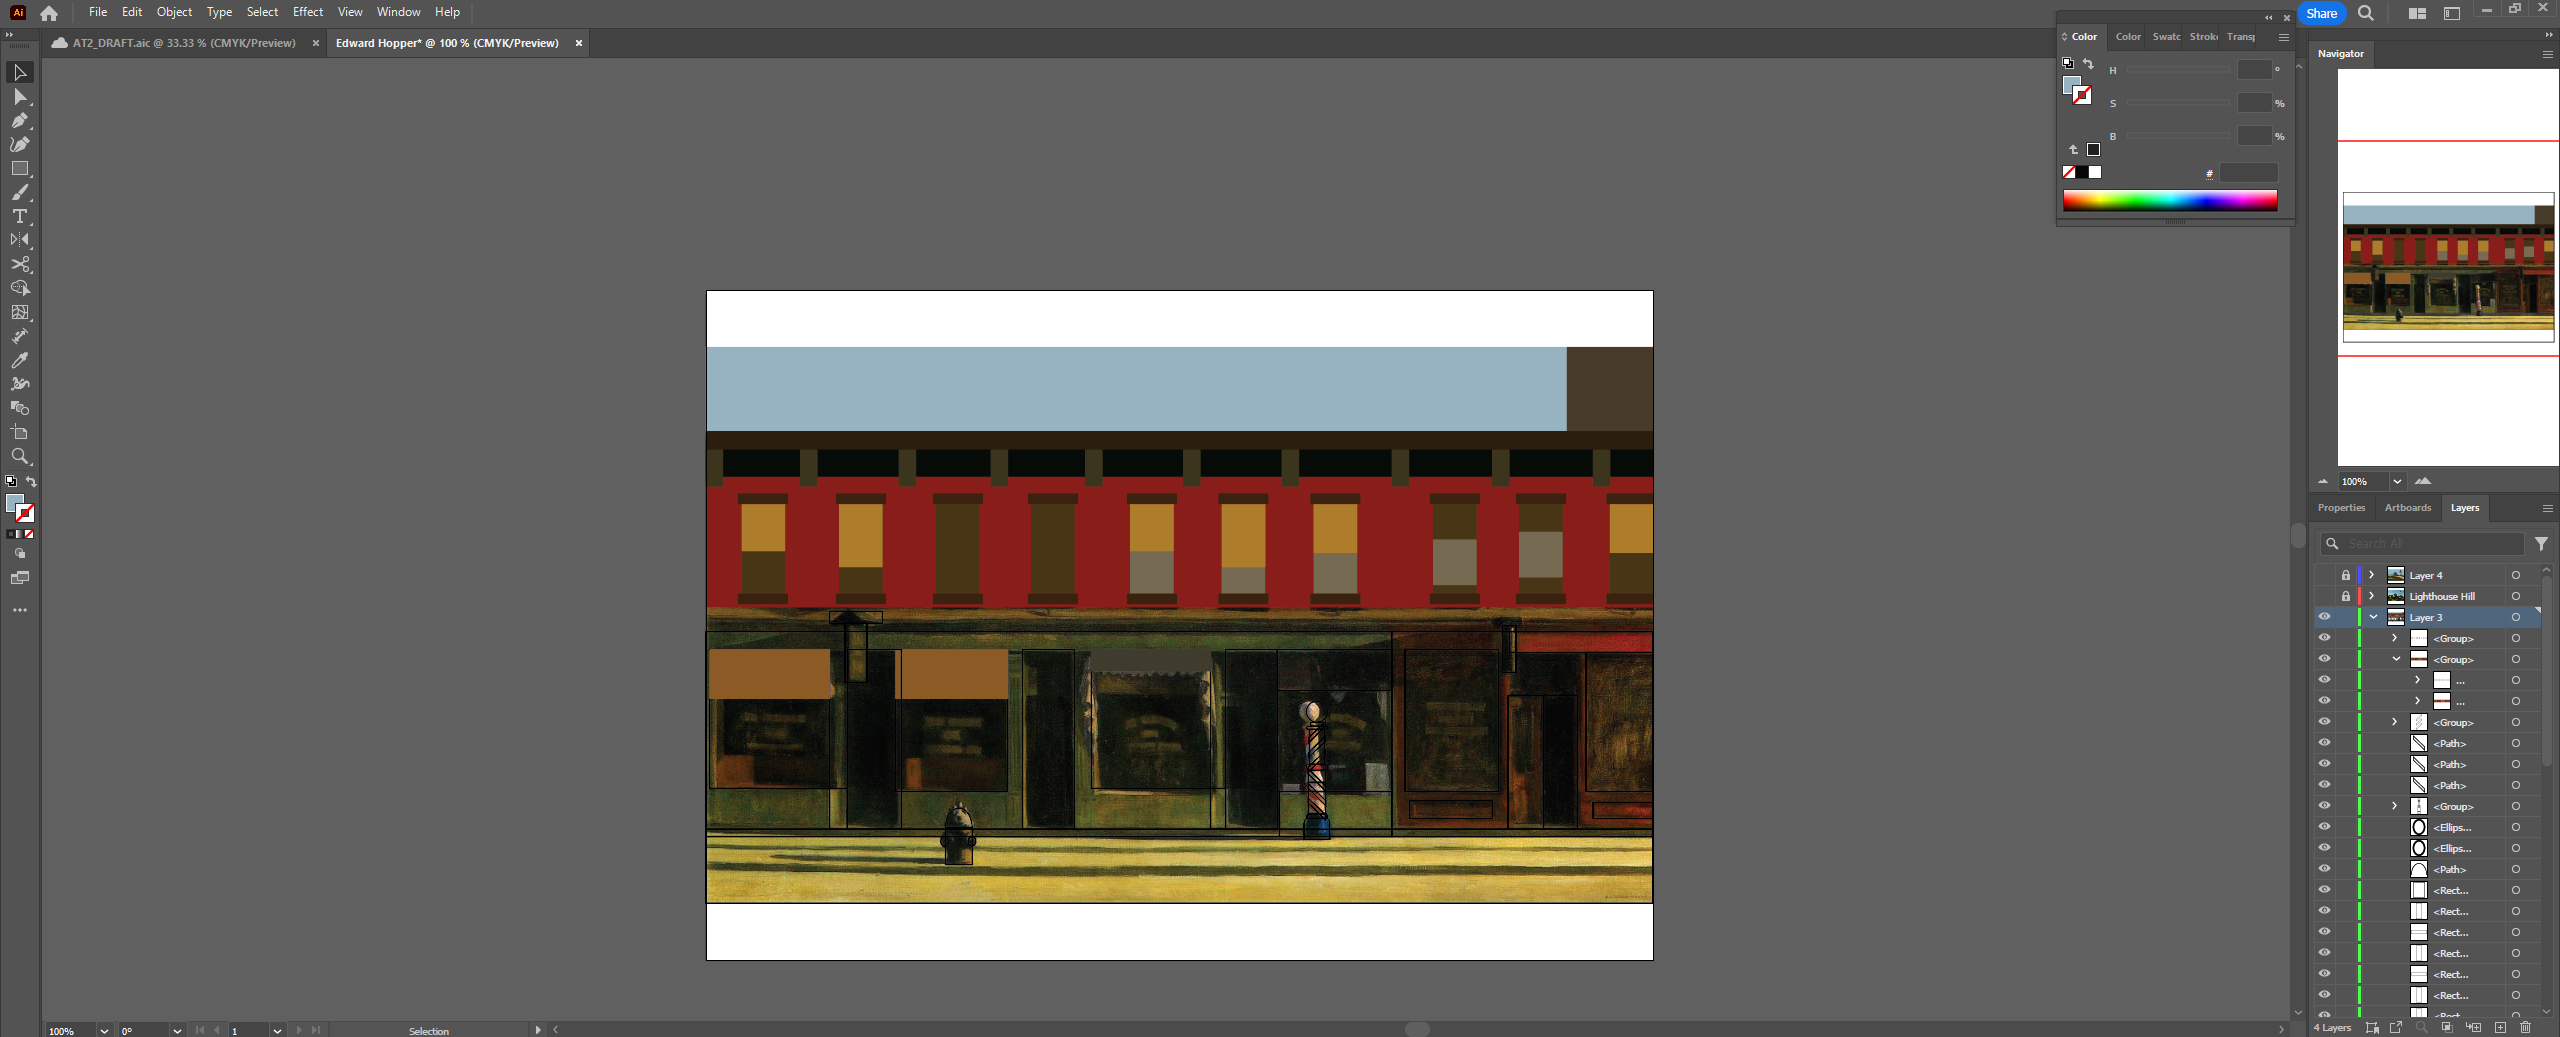 Ai File Edit Object Type Select Effect View Window Help Share
AT2_DRAFT.aic @ 33.33 % (CMYK/Preview) × Edward Hopper* @ 100 % (CMYK/Preview) ×
Color Color Swatc Stroke Transp
H °
S %
B %
#
Navigator
100%
Properties Artboards Layers
Search All
Layer 4
Lighthouse Hill
Layer 3
<Group>
<Group>
...
...
<Group>
<Path>
<Path>
<Path>
<Group>
<Ellips...
<Ellips...
<Path>
<Rect...
<Rect...
<Rect...
<Rect...
<Rect...
<Rect...
<Rect...
4 Layers
100% 0° 1 Selection